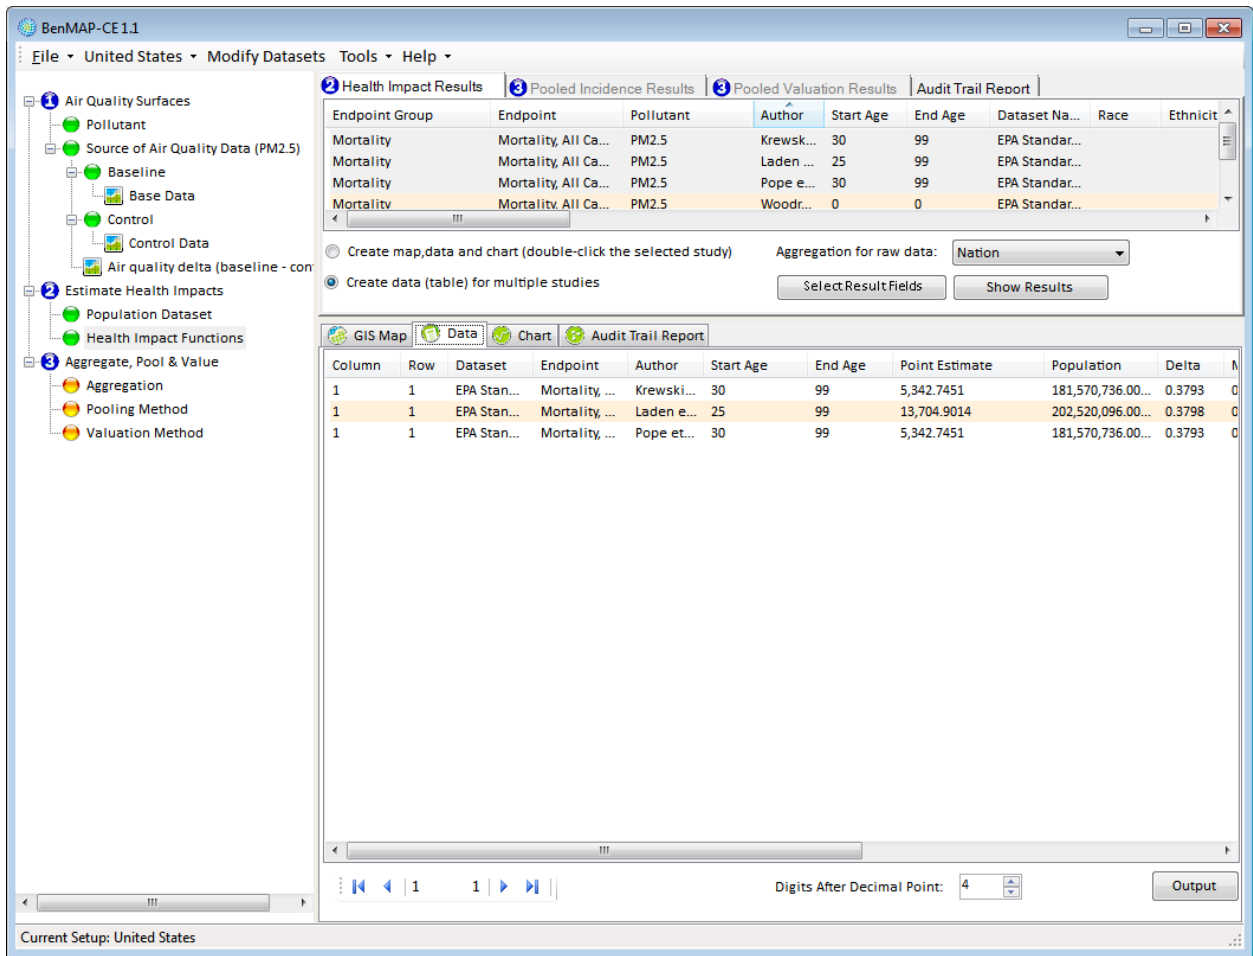 BenMAP-CE 1.1
File United States Modify Datasets Tools Help
1 Air Quality Surfaces
Pollutant
Source of Air Quality Data (PM2.5)
Baseline
Base Data
Control
Control Data
Air quality delta (baseline - con
2 Estimate Health Impacts
Population Dataset
Health Impact Functions
3 Aggregate, Pool & Value
Aggregation
Pooling Method
Valuation Method
2 Health Impact Results 3 Pooled Incidence Results 3 Pooled Valuation Results Audit Trail Report
Endpoint Group Endpoint Pollutant Author Start Age End Age Dataset Na... Race Ethnicit
Mortality Mortality, All Ca... PM2.5 Krewsk... 30 99 EPA Standar...
Mortality Mortality, All Ca... PM2.5 Laden ... 25 99 EPA Standar...
Mortality Mortality, All Ca... PM2.5 Pope e... 30 99 EPA Standar...
Mortality Mortality, All Ca... PM2.5 Woodr... 0 0 EPA Standar...
Create map,data and chart (double-click the selected study) Aggregation for raw data: Nation
Create data (table) for multiple studies Select Result Fields Show Results
GIS Map Data Chart Audit Trail Report
Column Row Dataset Endpoint Author Start Age End Age Point Estimate Population Delta M
1 1 EPA Stan... Mortality, ... Krewski... 30 99 5,342.7451 181,570,736.00... 0.3793 0
1 1 EPA Stan... Mortality, ... Laden e... 25 99 13,704.9014 202,520,096.00... 0.3798 0
1 1 EPA Stan... Mortality, ... Pope et... 30 99 5,342.7451 181,570,736.00... 0.3793 0
1 1 Digits After Decimal Point: 4 Output
Current Setup: United States